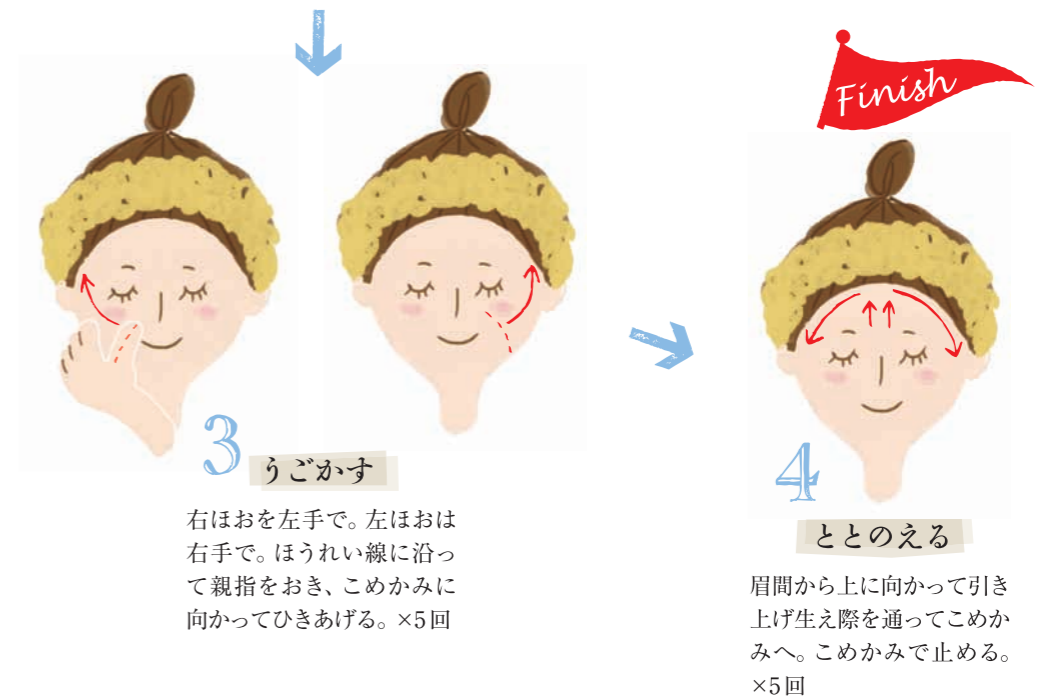 3
うごかす
右ほおを左手で。左ほおは
右手で。ほうれい線に沿っ
て親指をおき、こめかみに
向かってひきあげる。×5回
Finish
4
ととのえる
眉間から上に向かって引き
上げ生え際を通ってこめか
みへ。こめかみで止める。
×5回